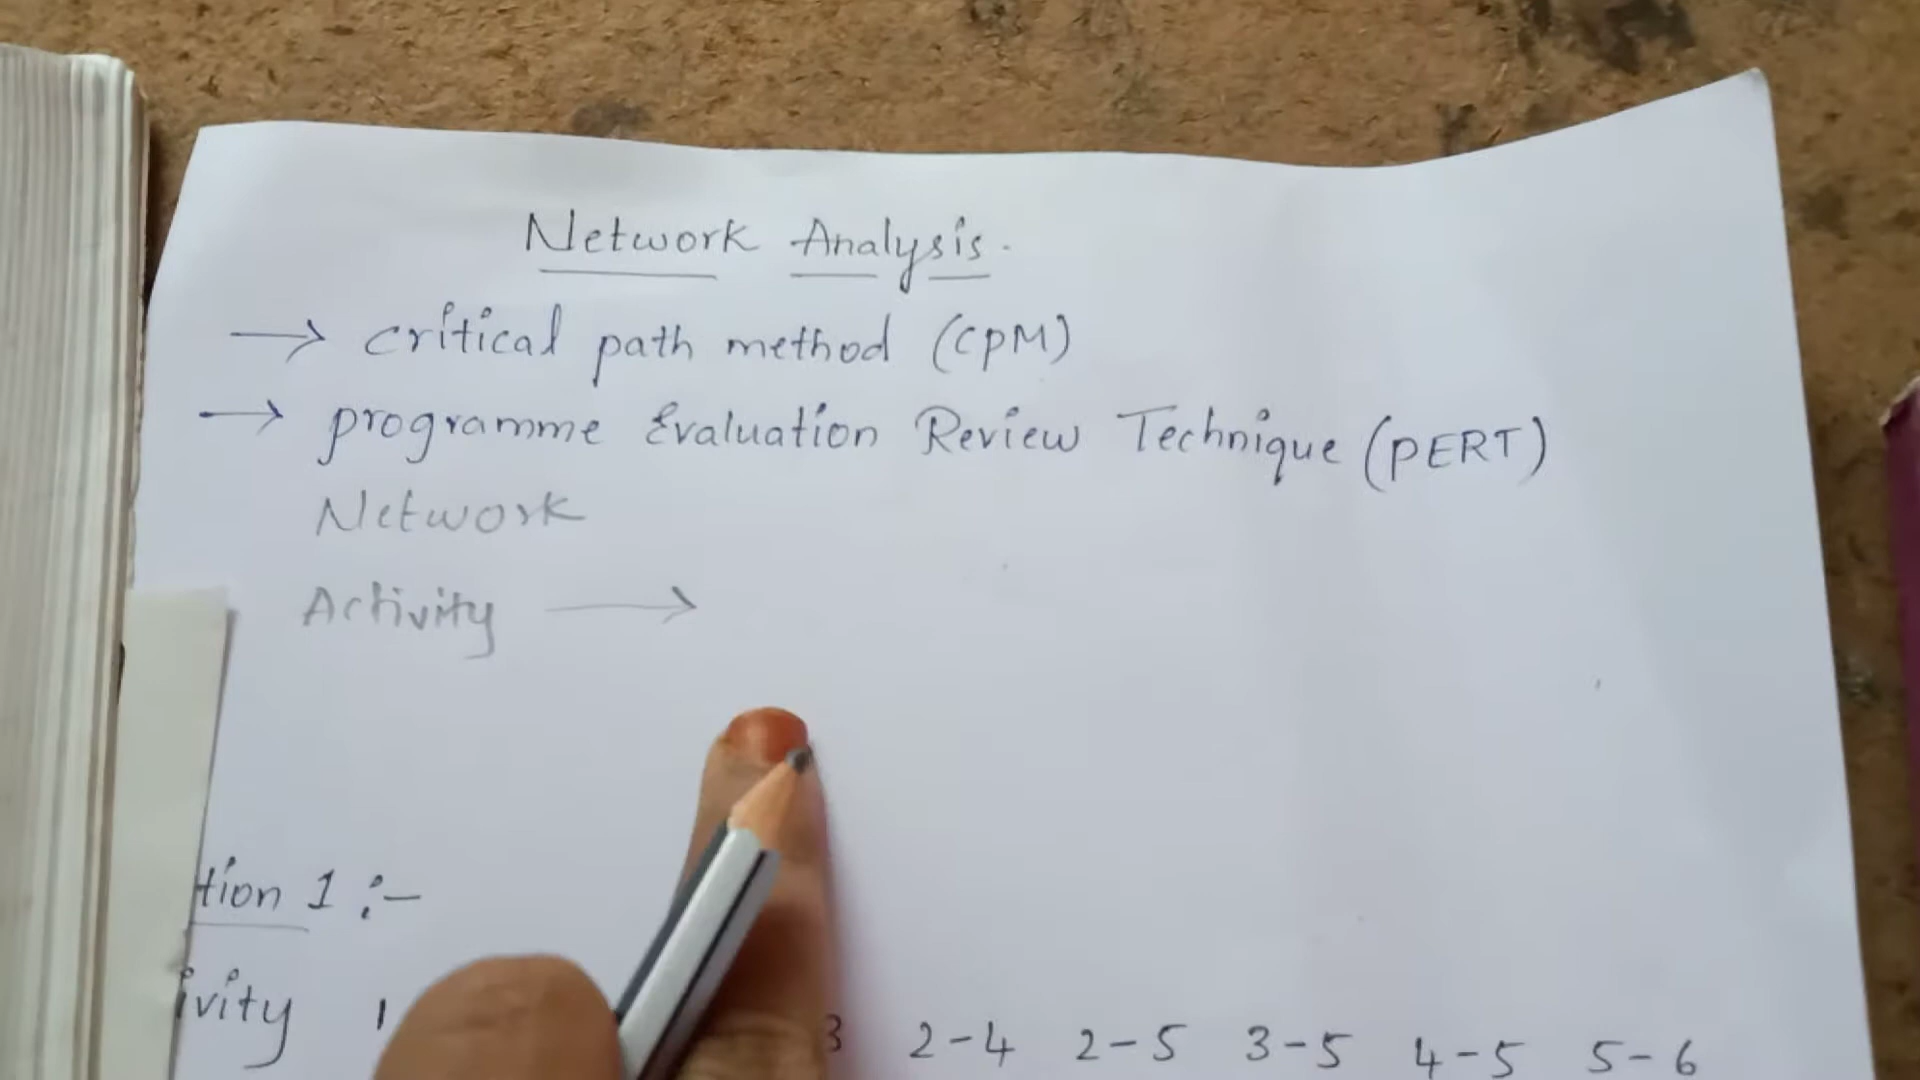 Network Analysis.
→ critical path method (CPM)
→ programme Evaluation Review Technique (PERT)
Network
Activity →
tion 1 :-
ivity 1 3 2-4 2-5 3-5 4-5 5-6